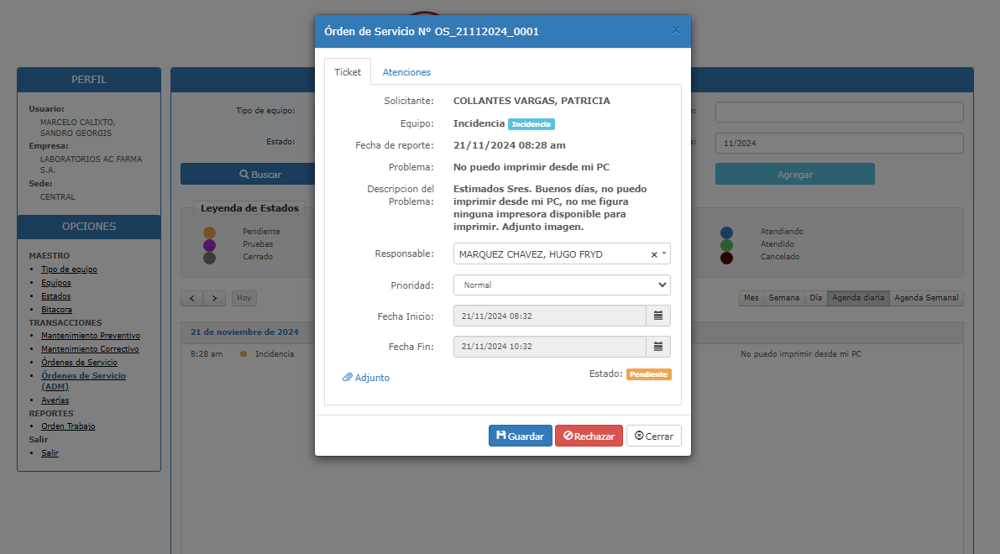 Órden de Servicio N° OS_21112024_0001
×
Ticket
Atenciones
Solicitante: COLLANTES VARGAS, PATRICIA
Equipo: Incidencia Incidencia
Fecha de reporte: 21/11/2024 08:28 am
Problema: No puedo imprimir desde mi PC
Descripcion del
Problema:
Estimados Sres. Buenos días, no puedo
imprimir desde mi PC, no me figura
ninguna impresora disponible para
imprimir. Adjunto imagen.
Responsable: MARQUEZ CHAVEZ, HUGO FRYD ×
Prioridad: Normal
Fecha Inicio: 21/11/2024 08:32
Fecha Fin: 21/11/2024 10:32
Adjunto
Estado: Pendiente
Guardar
Rechazar
Cerrar
PERFIL
Usuario:
MARCELO CALIXTO,
SANDRO GEORGIS
Empresa:
LABORATORIOS AC FARMA
S.A.
Sede:
CENTRAL
OPCIONES
MAESTRO
Tipo de equipo
Equipos
Estados
Bitacora
TRANSACCIONES
Mantenimiento Preventivo
Mantenimiento Correctivo
Órdenes de Servicio
Órdenes de Servicio
(ADM)
Averías
REPORTES
Orden Trabajo
Salir
Salir
Tipo de equipo:
Estado:
11/2024
Buscar
Agregar
Leyenda de Estados
Pendiente
Pruebas
Cerrado
Atendiendo
Atendido
Cancelado
< > Hoy
Mes Semana Día Agenda diaria Agenda Semanal
21 de noviembre de 2024
8:28 am Incidencia No puedo imprimir desde mi PC